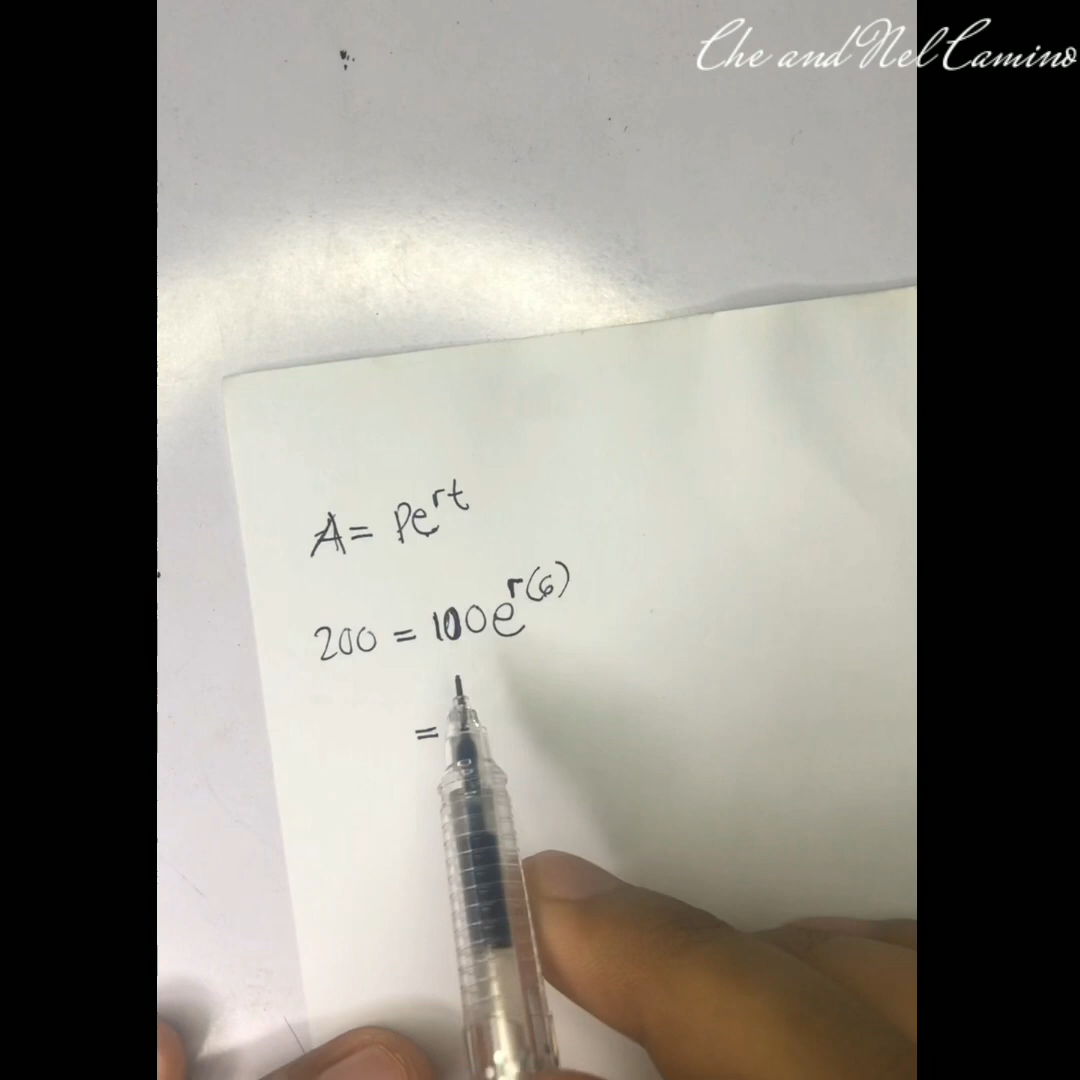 Che and Nel Camino
A = Pe^rt
200 = 100e^r(6)
=